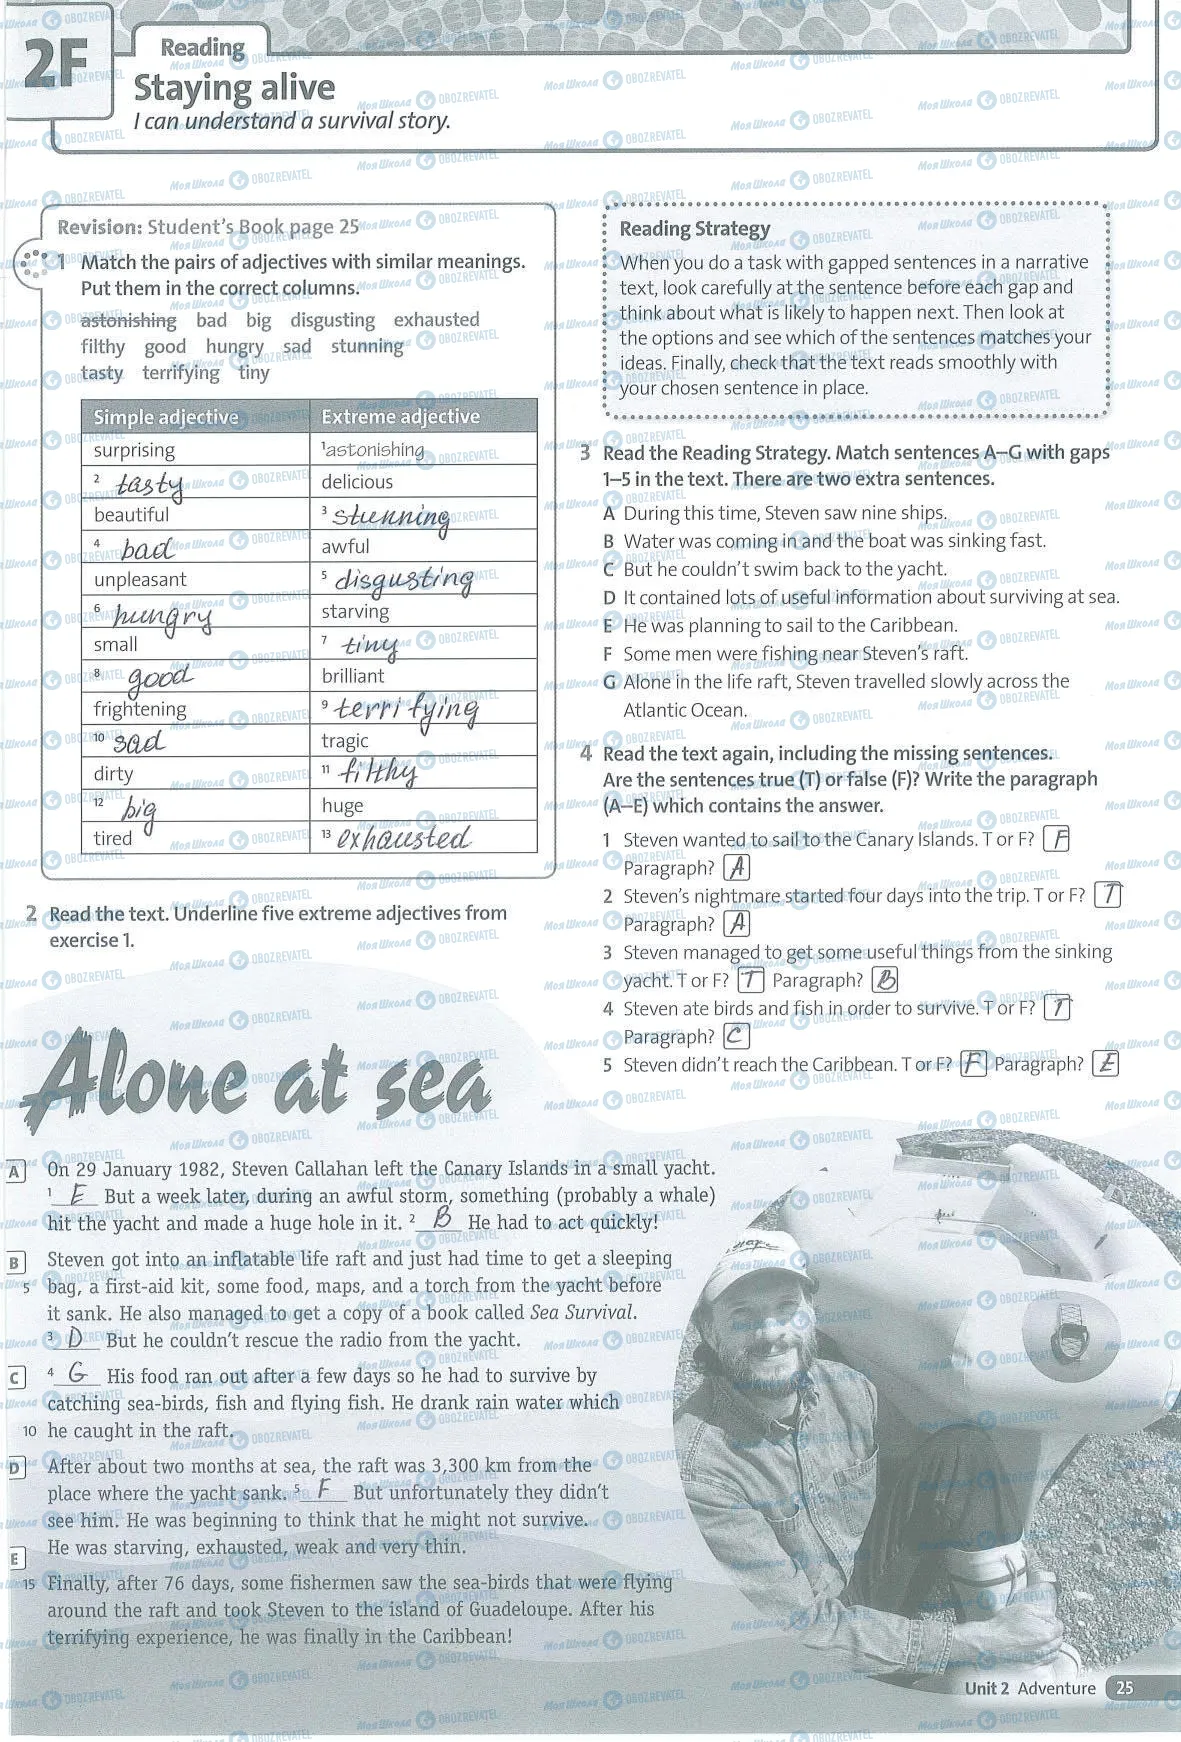 2F
Reading
Staying alive
I can understand a survival story.
Revision: Student's Book page 25
1 Match the pairs of adjectives with similar meanings.
Put them in the correct columns.
astonishing bad big disgusting exhausted
filthy good hungry sad stunning
tasty terrifying tiny
Simple adjective Extreme adjective
surprising 1 astonishing
2 tasty delicious
beautiful 3 stunning
4 bad awful
unpleasant 5 disgusting
6 hungry starving
small 7 tiny
8 good brilliant
frightening 9 terrifying
10 sad tragic
dirty 11 filthy
12 big huge
tired 13 exhausted
2 Read the text. Underline five extreme adjectives from
exercise 1.
Reading Strategy
When you do a task with gapped sentences in a narrative
text, look carefully at the sentence before each gap and
think about what is likely to happen next. Then look at
the options and see which of the sentences matches your
ideas. Finally, check that the text reads smoothly with
your chosen sentence in place.
3 Read the Reading Strategy. Match sentences A–G with gaps
1–5 in the text. There are two extra sentences.
A During this time, Steven saw nine ships.
B Water was coming in and the boat was sinking fast.
C But he couldn't swim back to the yacht.
D It contained lots of useful information about surviving at sea.
E He was planning to sail to the Caribbean.
F Some men were fishing near Steven's raft.
G Alone in the life raft, Steven travelled slowly across the
Atlantic Ocean.
4 Read the text again, including the missing sentences.
Are the sentences true (T) or false (F)? Write the paragraph
(A–E) which contains the answer.
1 Steven wanted to sail to the Canary Islands. T or F? F
Paragraph? A
2 Steven's nightmare started four days into the trip. T or F? T
Paragraph? A
3 Steven managed to get some useful things from the sinking
yacht. T or F? T Paragraph? B
4 Steven ate birds and fish in order to survive. T or F? T
Paragraph? C
5 Steven didn't reach the Caribbean. T or F? F Paragraph? E
Alone at sea
A On 29 January 1982, Steven Callahan left the Canary Islands in a small yacht.
1 E But a week later, during an awful storm, something (probably a whale)
hit the yacht and made a huge hole in it. 2 B He had to act quickly!
B Steven got into an inflatable life raft and just had time to get a sleeping
5 bag, a first-aid kit, some food, maps, and a torch from the yacht before
it sank. He also managed to get a copy of a book called Sea Survival.
3 D But he couldn't rescue the radio from the yacht.
C 4 G His food ran out after a few days so he had to survive by
catching sea-birds, fish and flying fish. He drank rain water which
10 he caught in the raft.
D After about two months at sea, the raft was 3,300 km from the
place where the yacht sank. 5 F But unfortunately they didn't
see him. He was beginning to think that he might not survive.
He was starving, exhausted, weak and very thin.
E
15 Finally, after 76 days, some fishermen saw the sea-birds that were flying
around the raft and took Steven to the island of Guadeloupe. After his
terrifying experience, he was finally in the Caribbean!
Unit 2 Adventure 25
Моя Школа OBOZREVATEL